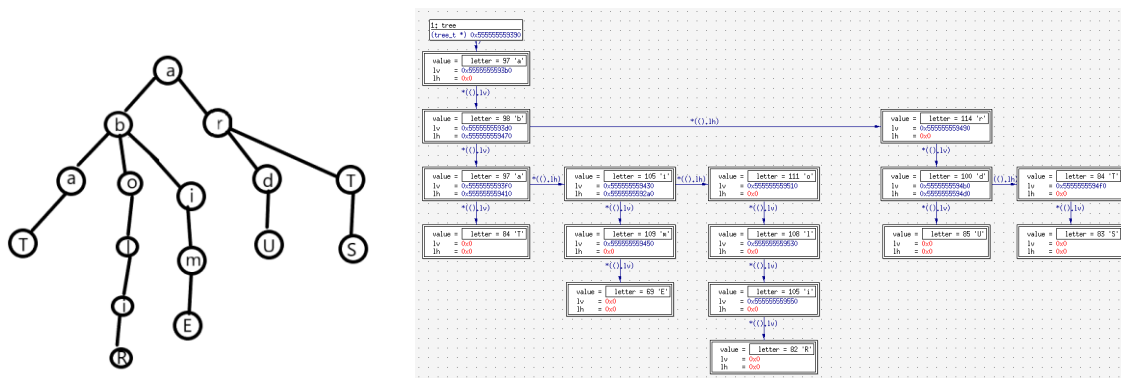 a
b r
a o i d T
T l m U S
i E
R
1: tree
(tree_t *) 0x555555559390
*()
value = letter = 97 'a'
lv = 0x5555555593b0
lh = 0x0
*((),lv)
value = letter = 98 'b' *((),lh) value = letter = 114 'r'
lv = 0x5555555593d0 lv = 0x555555559490
lh = 0x555555559470 lh = 0x0
*((),lv) *((),lv)
value = letter = 97 'a' *((),lh) value = letter = 105 'i' *((),lh) value = letter = 111 'o' value = letter = 100 'd' *((),lh) value = letter = 84 'T'
lv = 0x5555555593f0 lv = 0x555555559430 lv = 0x555555559510 lv = 0x5555555594b0 lv = 0x5555555594f0
lh = 0x555555559410 lh = 0x5555555592a0 lh = 0x0 lh = 0x5555555594d0 lh = 0x0
*((),lv) *((),lv) *((),lv) *((),lv) *((),lv)
value = letter = 84 'T' value = letter = 109 'm' value = letter = 108 'l' value = letter = 85 'U' value = letter = 83 'S'
lv = 0x0 lv = 0x555555559450 lv = 0x555555559530 lv = 0x0 lv = 0x0
lh = 0x0 lh = 0x0 lh = 0x0 lh = 0x0 lh = 0x0
*((),lv) *((),lv)
value = letter = 69 'E' value = letter = 105 'i'
lv = 0x0 lv = 0x555555559550
lh = 0x0 lh = 0x0
*((),lv)
value = letter = 82 'R'
lv = 0x0
lh = 0x0